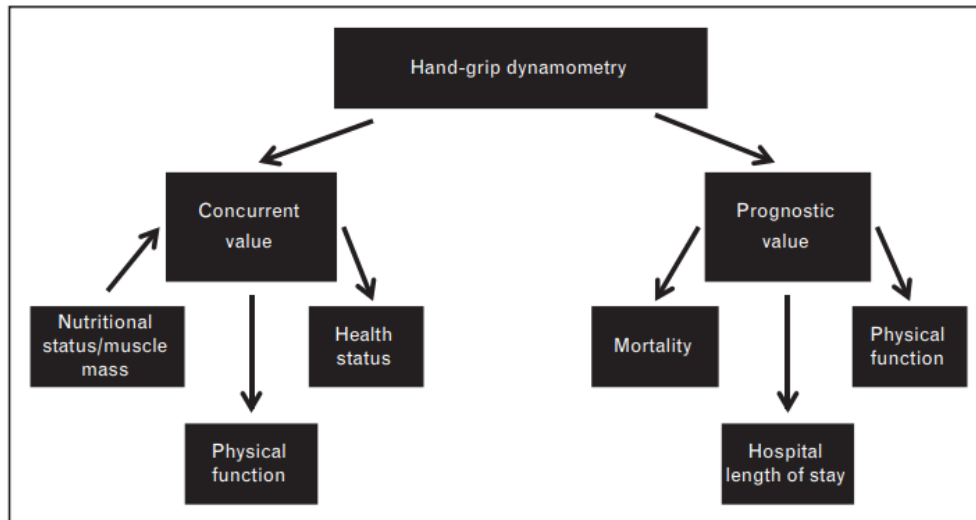 Hand-grip dynamometry
Concurrent
value
Prognostic
value
Nutritional
status/muscle
mass
Health
status
Mortality
Physical
function
Physical
function
Hospital
length of stay